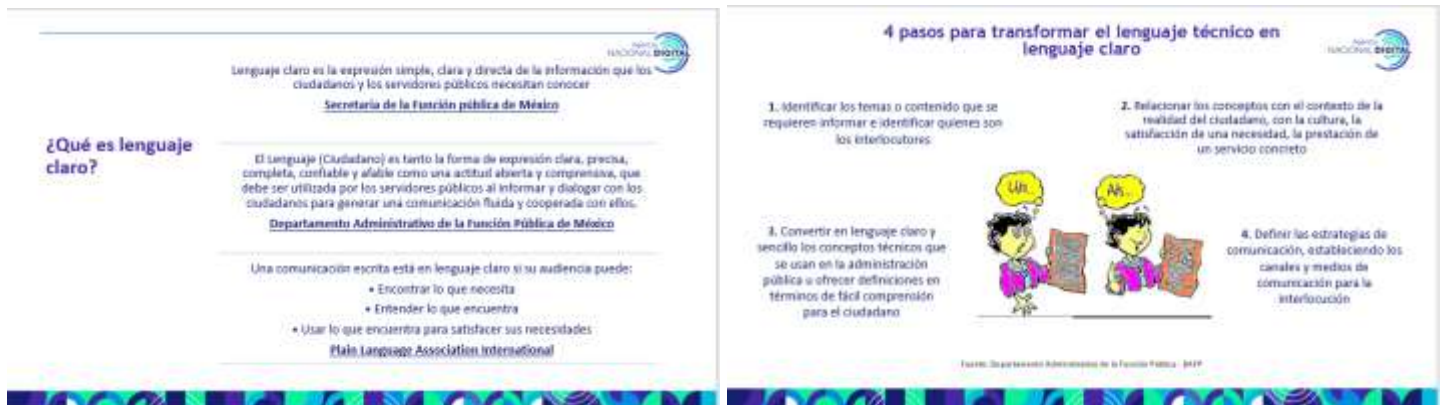 NACIONAL DIGITAL
Lenguaje claro es la expresión simple, clara y directa de la información que los
ciudadanos y los servidores públicos necesitan conocer
Secretaria de la Función pública de México
¿Qué es lenguaje
claro?
El Lenguaje (Ciudadano) es tanto la forma de expresión clara, precisa,
completa, confiable y afable como una actitud abierta y comprensiva, que
debe ser utilizada por los servidores públicos al informar y dialogar con los
ciudadanos para generar una comunicación fluida y cooperada con ellos.
Departamento Administrativo de la Función Pública de México
Una comunicación escrita está en lenguaje claro si su audiencia puede:
• Encontrar lo que necesita
• Entender lo que encuentra
• Usar lo que encuentra para satisfacer sus necesidades
Plain Language Association International
4 pasos para transformar el lenguaje técnico en
lenguaje claro
NACIONAL DIGITAL
1. Identificar los temas o contenido que se
requieren informar e identificar quienes son
los interlocutores
2. Relacionar los conceptos con el contexto de la
realidad del ciudadano, con la cultura, la
satisfacción de una necesidad, la prestación de
un servicio concreto
Uh..
Ah..
3. Convertir en lenguaje claro y
sencillo los conceptos técnicos que
se usan en la administración
pública u ofrecer definiciones en
términos de fácil comprensión
para el ciudadano
4. Definir las estrategias de
comunicación, estableciendo los
canales y medios de
comunicación para la
interlocución
Fuente: Departamento Administrativo de la Función Pública - DAFP